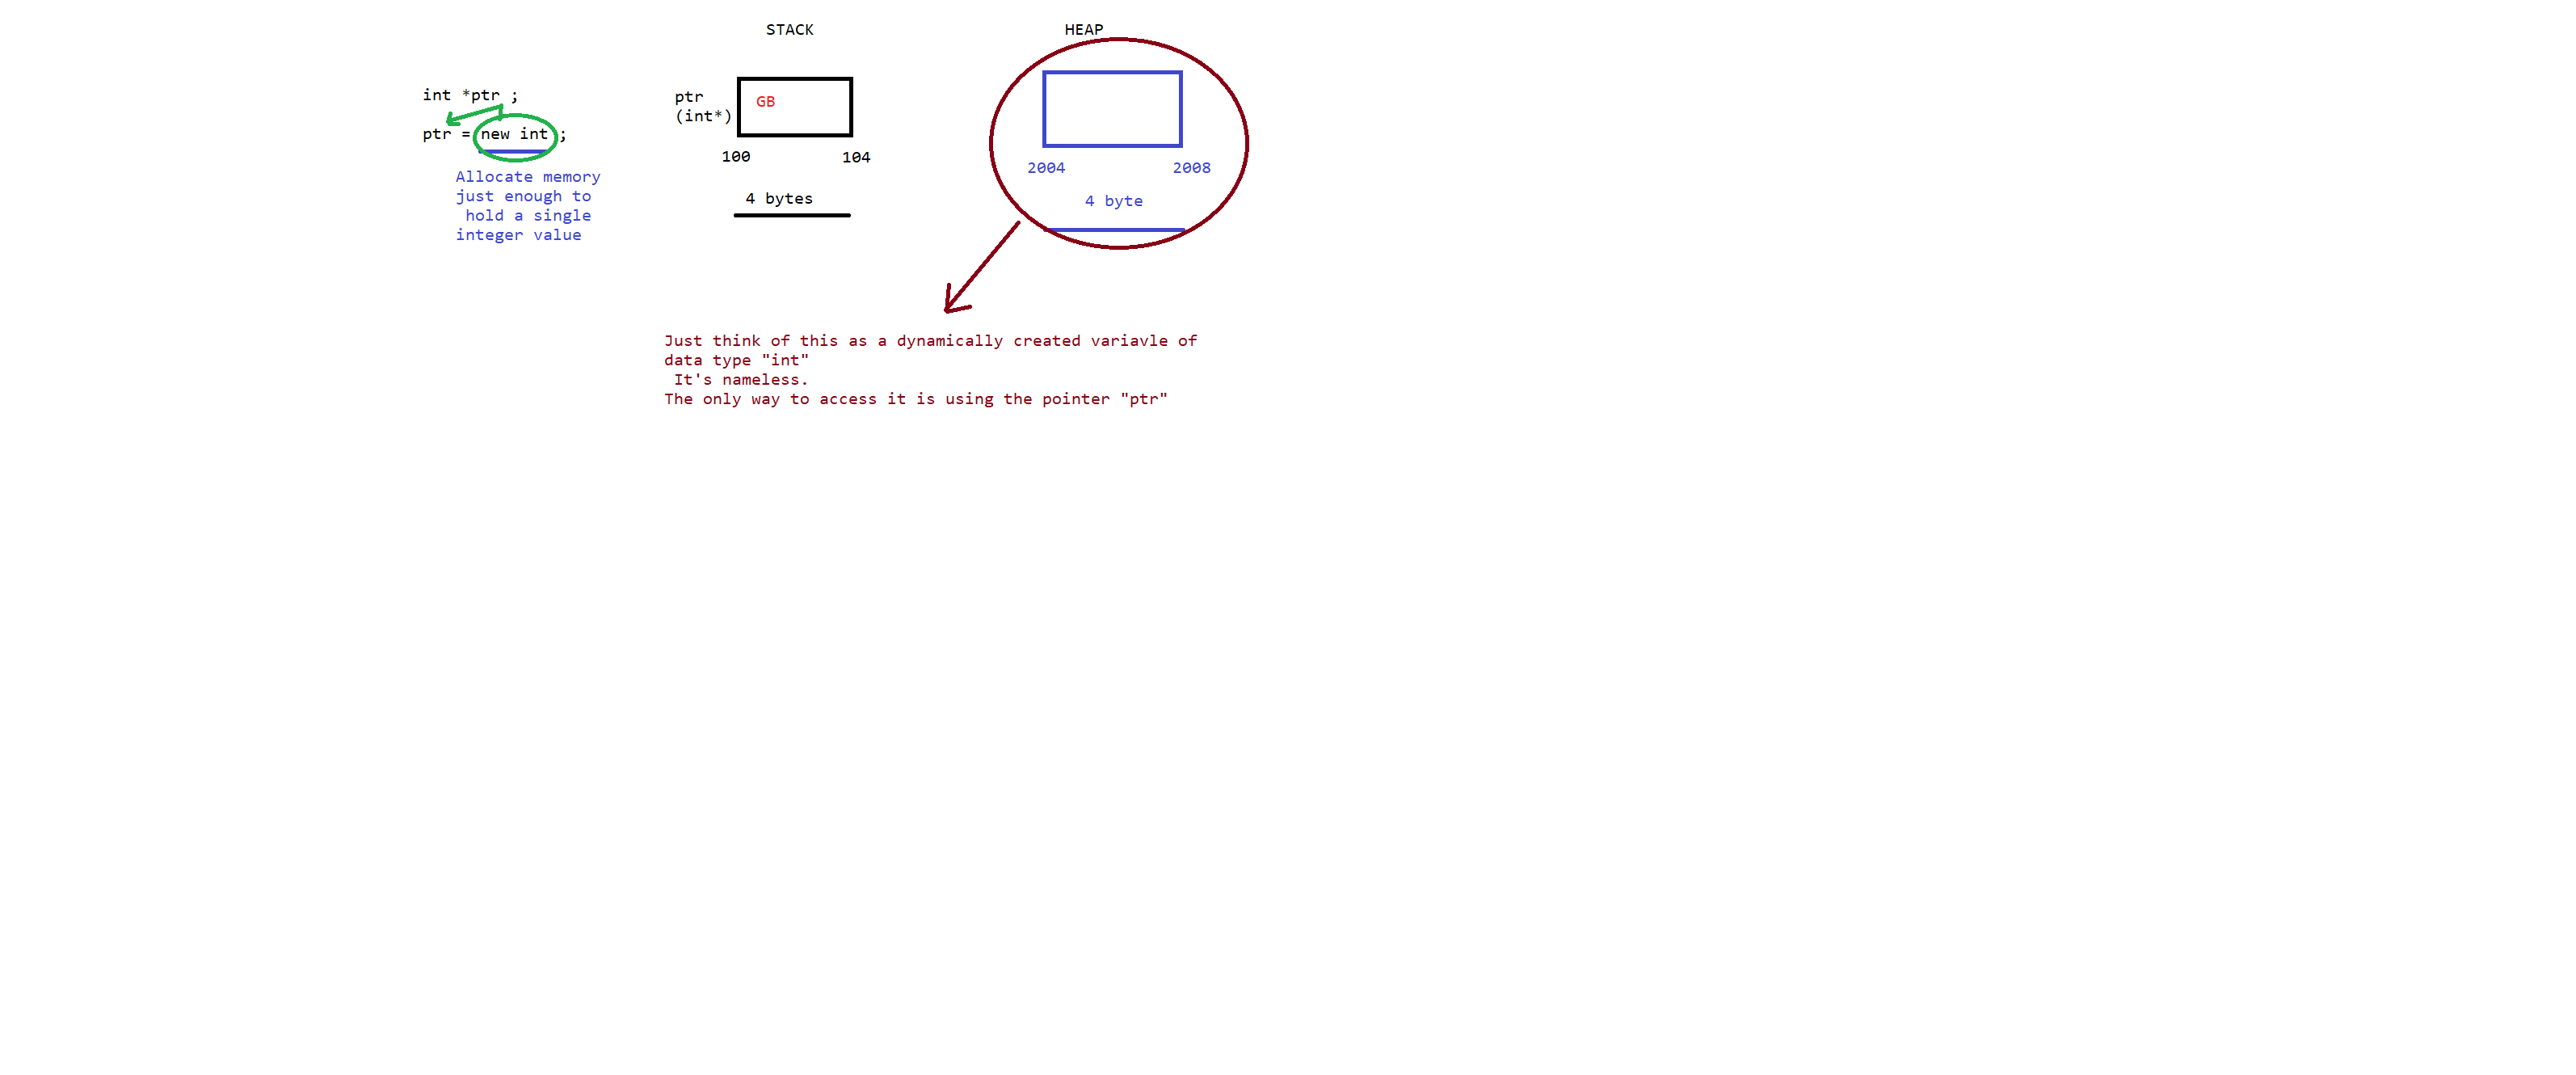 STACK
HEAP
int *ptr ;
ptr = new int ;
Allocate memory
just enough to
hold a single
integer value
ptr
(int*)
GB
100
104
4 bytes
2004
2008
4 byte
Just think of this as a dynamically created variavle of
data type "int"
It's nameless.
The only way to access it is using the pointer "ptr"